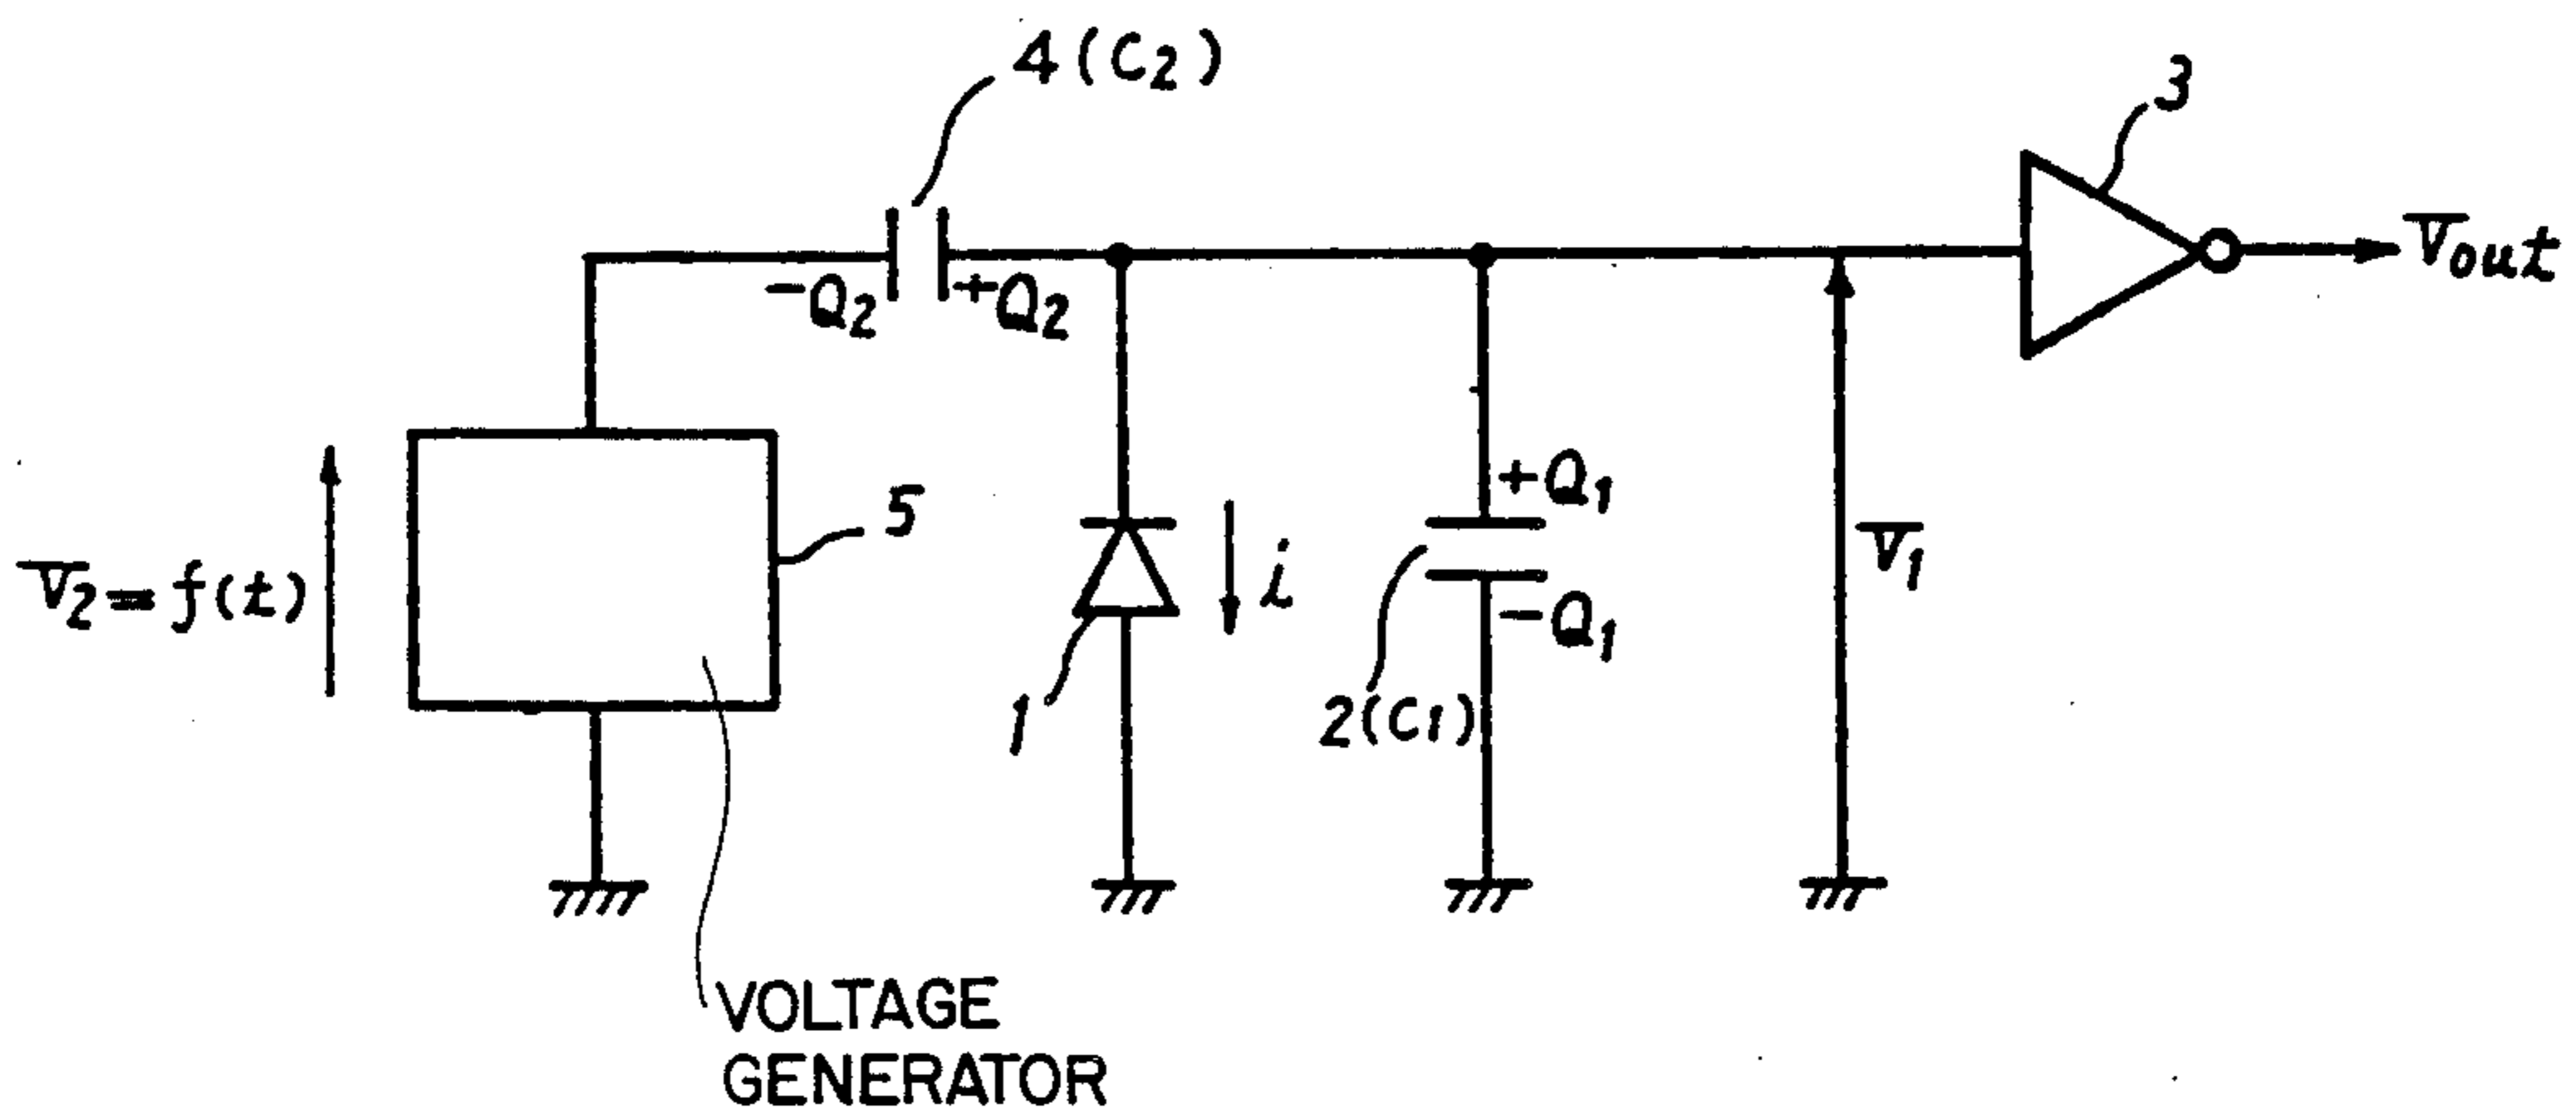 4(C2)
3
Vout
-Q2
+Q2
5
V2=f(t)
i
+Q1
-Q1
V1
1
2(C1)
VOLTAGE
GENERATOR